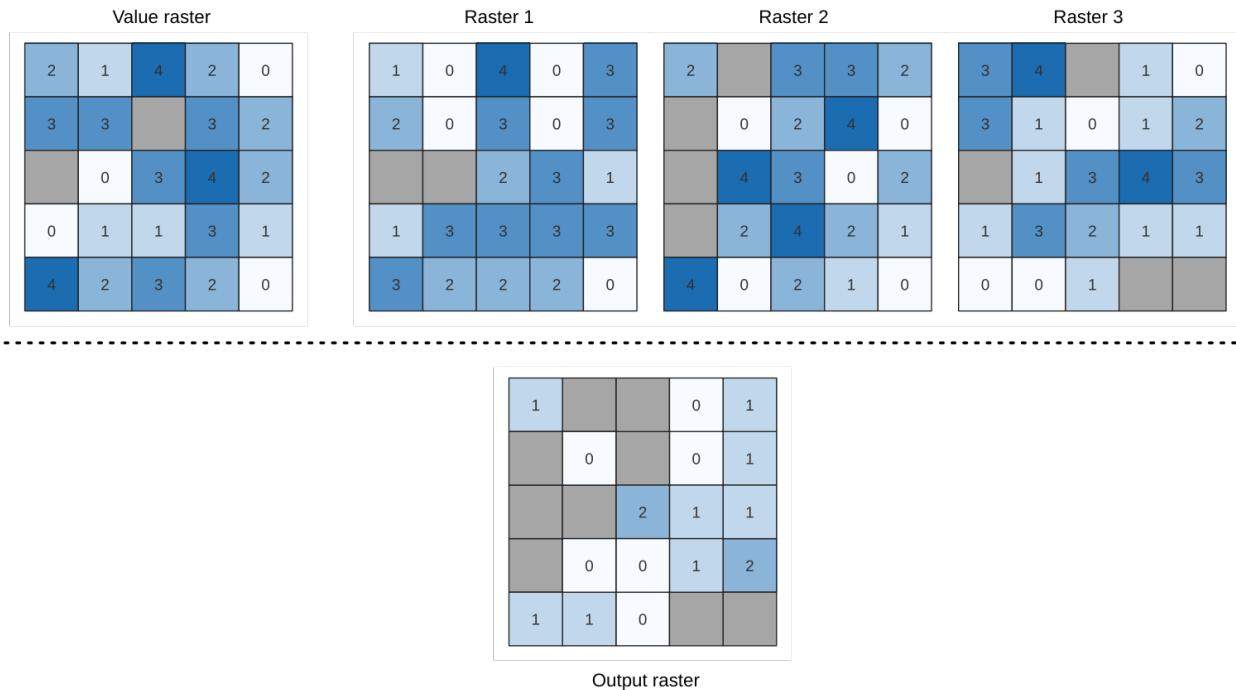 Value raster Raster 1 Raster 2 Raster 3
2 1 4 2 0 1 0 4 0 3 2 3 3 2 3 4 1 0
3 3 3 2 2 0 3 0 3 0 2 4 0 3 1 0 1 2
0 3 4 2 2 3 1 4 3 0 2 1 3 4 3
0 1 1 3 1 1 3 3 3 3 2 4 2 1 1 3 2 1 1
4 2 3 2 0 3 2 2 2 0 4 0 2 1 0 0 0 1
1 0 1
0 0 1
2 1 1
0 0 1 2
1 1 0
Output raster